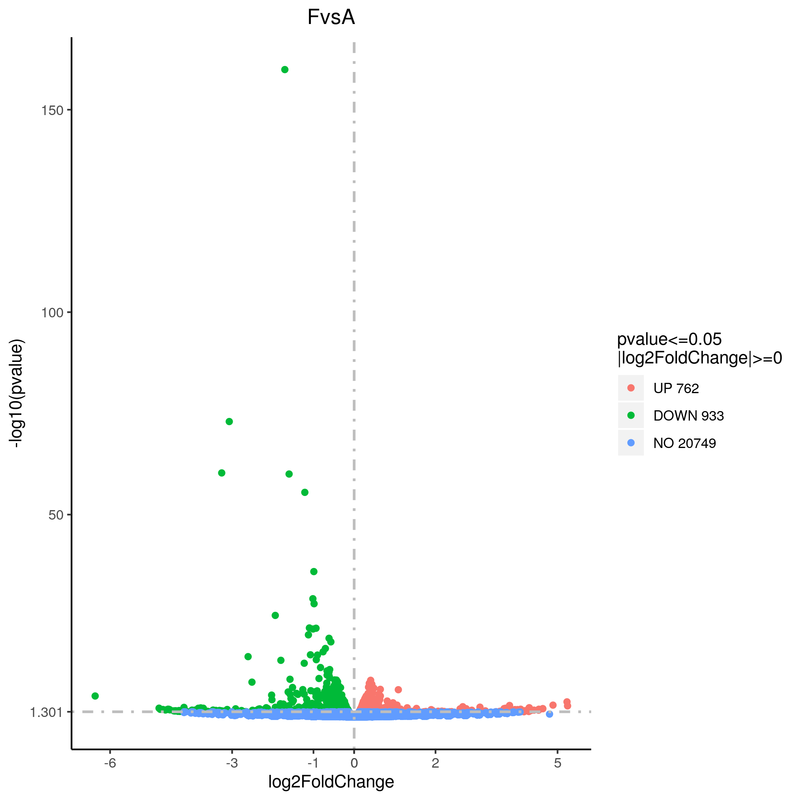 FvsA
150
100
50
1.301
-log10(pvalue)
-6
-3
-1
0
2
5
log2FoldChange
pvalue<=0.05
|log2FoldChange|>=0
UP 762
DOWN 933
NO 20749